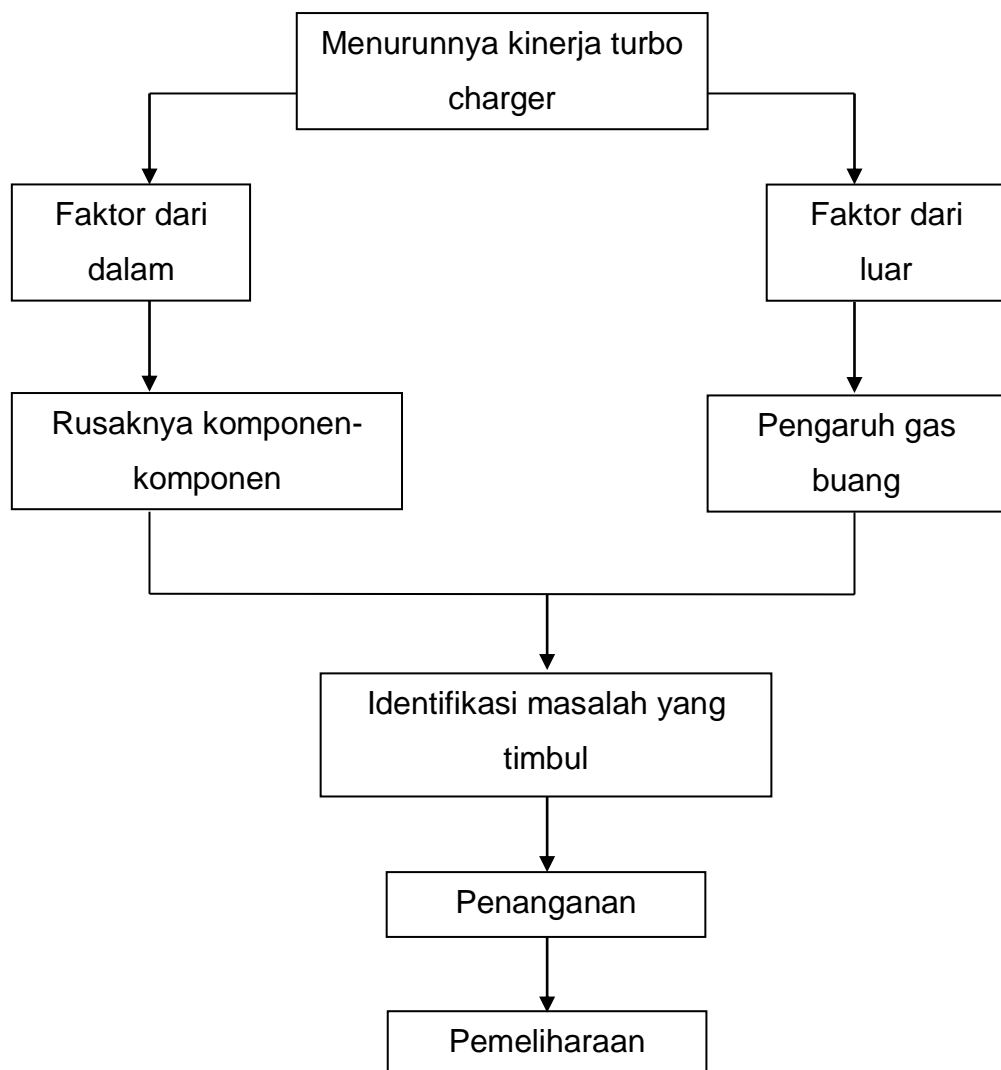 Menurunnya kinerja turbo
charger
Faktor dari
dalam
Faktor dari
luar
Rusaknya komponen-
komponen
Pengaruh gas
buang
Identifikasi masalah yang
timbul
Penanganan
Pemeliharaan